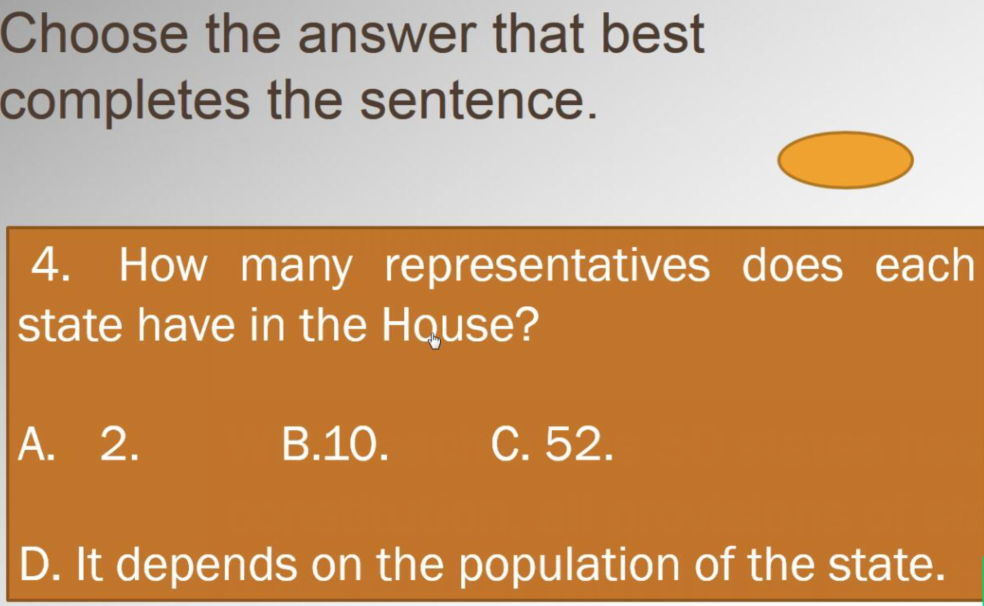 Choose the answer that best
completes the sentence.
4. How many representatives does each
state have in the House?
A. 2. B.10. C. 52.
D. It depends on the population of the state.